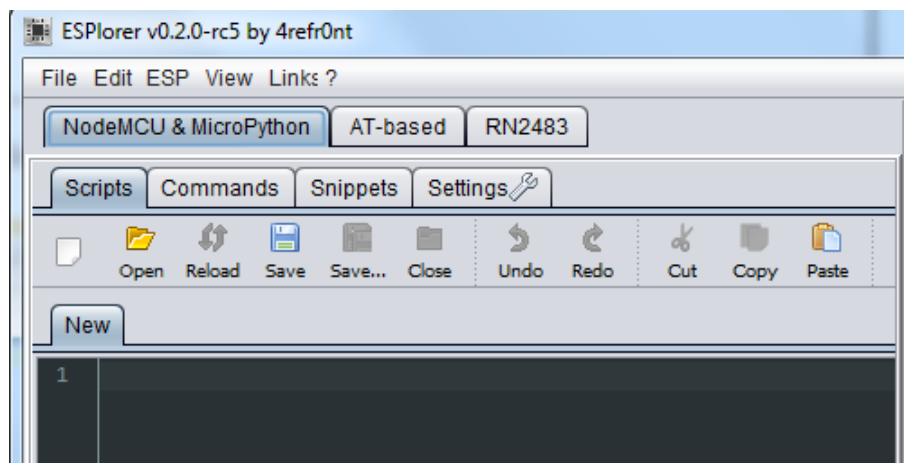 ESPlorer v0.2.0-rc5 by 4refr0nt
File Edit ESP View Links ?
NodeMCU & MicroPython AT-based RN2483
Scripts Commands Snippets Settings
Open Reload Save Save... Close Undo Redo Cut Copy Paste
New
1